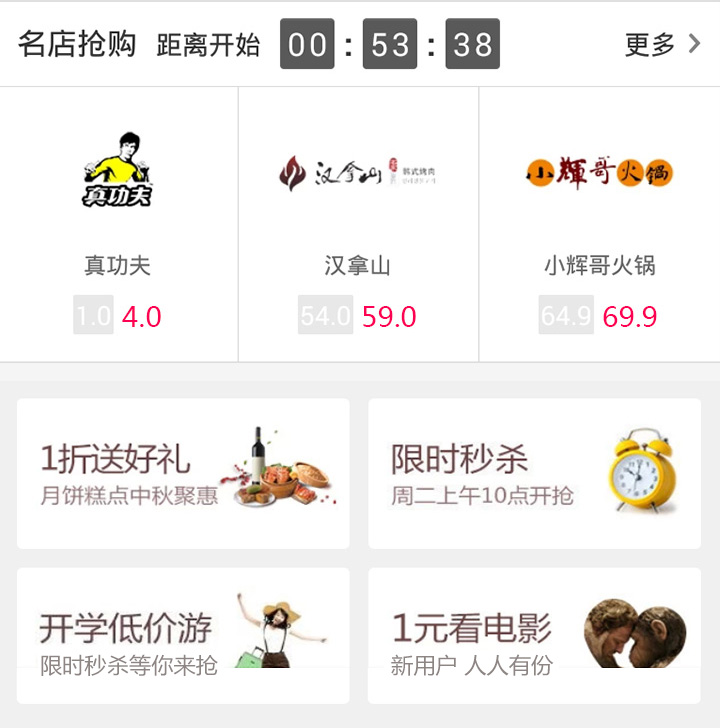 名店抢购 距离开始 00 : 53 : 38 更多
真功夫 汉拿山 韩式烤肉 小輝哥火锅
真功夫 汉拿山 小辉哥火锅
1.0 4.0 54.0 59.0 64.9 69.9
1折送好礼 限时秒杀
月饼糕点中秋聚惠 周二上午10点开抢
开学低价游 1元看电影
限时秒杀等你来抢 新用户 人人有份